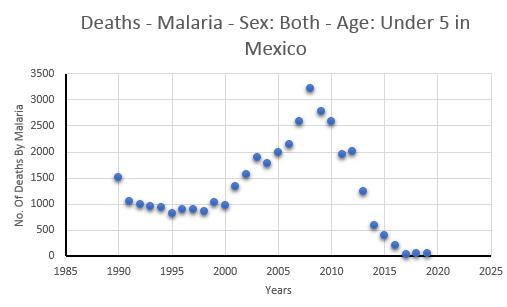 Deaths - Malaria - Sex: Both - Age: Under 5 in
Mexico
No. Of Deaths By Malaria
3500
3000
2500
2000
1500
1000
500
0
1985 1990 1995 2000 2005 2010 2015 2020 2025
Years